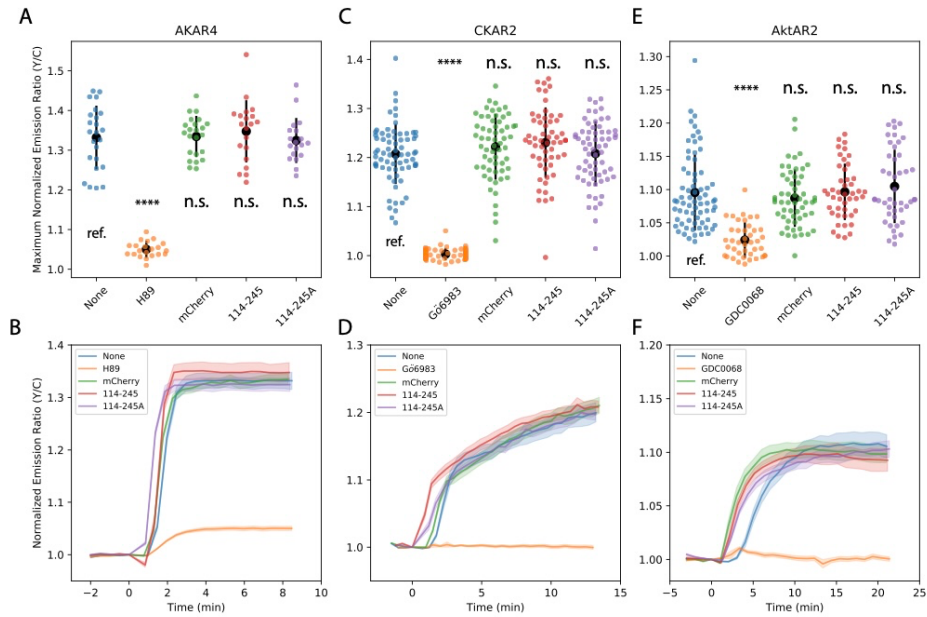 A
C
E
AKAR4
CKAR2
AktAR2
Maximum Normalized Emission Ratio (Y/C)
1.5
1.4
1.3
1.2
1.1
1.0
ref.
****
n.s.
n.s.
n.s.
None
H89
mCherry
114-245
114-245A
1.4
1.3
1.2
1.1
1.0
ref.
****
n.s.
n.s.
n.s.
None
Gö6983
mCherry
114-245
114-245A
1.30
1.25
1.20
1.15
1.10
1.05
1.00
ref.
****
n.s.
n.s.
n.s.
None
GDC0068
mCherry
114-245
114-245A
B
D
F
Normalized Emission Ratio (Y/C)
1.4
1.3
1.2
1.1
1.0
None
H89
mCherry
114-245
114-245A
−2
0
2
4
6
8
10
Time (min)
1.3
1.2
1.1
1.0
None
Gö6983
mCherry
114-245
114-245A
0
5
10
15
Time (min)
1.20
1.15
1.10
1.05
1.00
None
GDC0068
mCherry
114-245
114-245A
−5
0
5
10
15
20
25
Time (min)